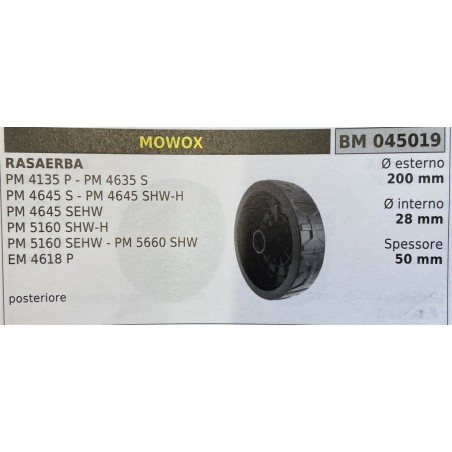 MOWOX
BM 045019
RASAERBA
PM 4135 P - PM 4635 S
PM 4645 S - PM 4645 SHW-H
PM 4645 SEHW
PM 5160 SHW-H
PM 5160 SEHW - PM 5660 SHW
EM 4618 P
posteriore
Ø esterno
200 mm
Ø interno
28 mm
Spessore
50 mm